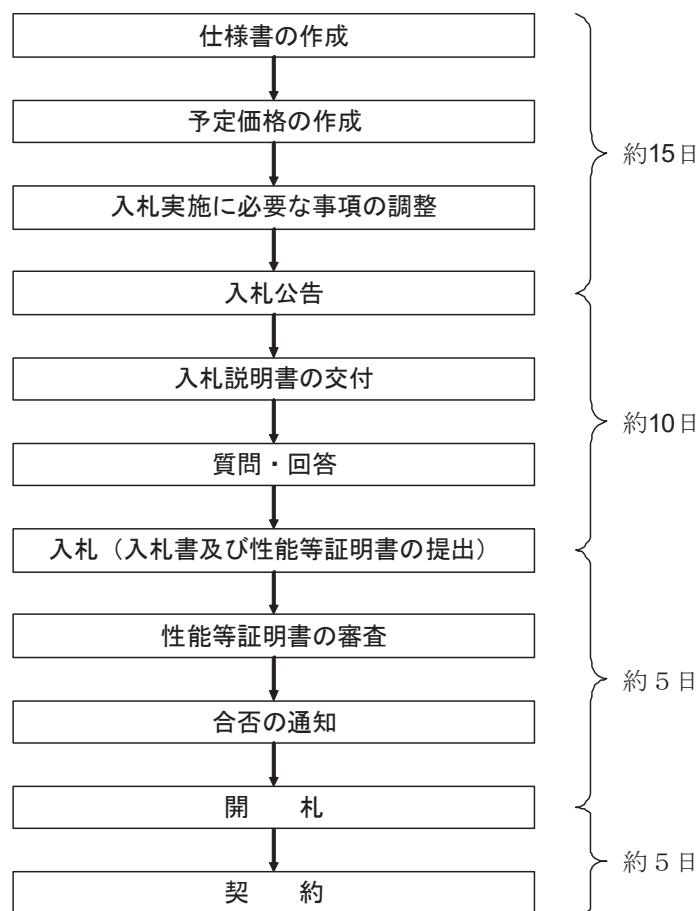 仕様書の作成
予定価格の作成
約15日
入札実施に必要な事項の調整
入札公告
入札説明書の交付
約10日
質問・回答
入札（入札書及び性能等証明書の提出）
性能等証明書の審査
約５日
合否の通知
開　　札
約５日
契　　約